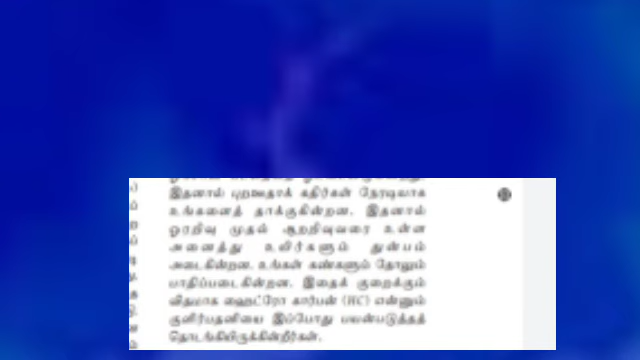 இதனால் புறஊதாக் கதிர்கள் நேரடியாக
உங்களைத் தாக்குகின்றன. இதனால்
ஓரறிவு முதல் ஆறறிவுவரை உள்ள
அனைத்து உயிர்களும் துன்பம்
அடைகின்றன. உங்கள் கண்களும் தோலும்
பாதிப்படைகின்றன. இதைக் குறைக்கும்
விதமாக ஹைட்ரோ கார்பன் (HC) என்னும்
குளிர்பதனியை இப்போது பயன்படுத்தத்
தொடங்கியிருக்கின்றீர்கள்.